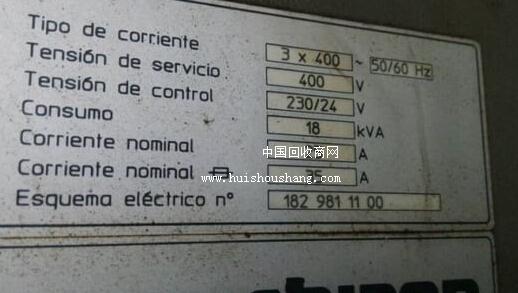 Tipo de corriente 3 x 400 ~ 50/60 Hz
Tensión de servicio 400 V
Tensión de control 230/24 V
Consumo 18 kVA
Corriente nominal A
中国回收商网
Corriente nominal 35 A
www.huishoushang.com
Esquema eléctrico nº 182 981 11 00